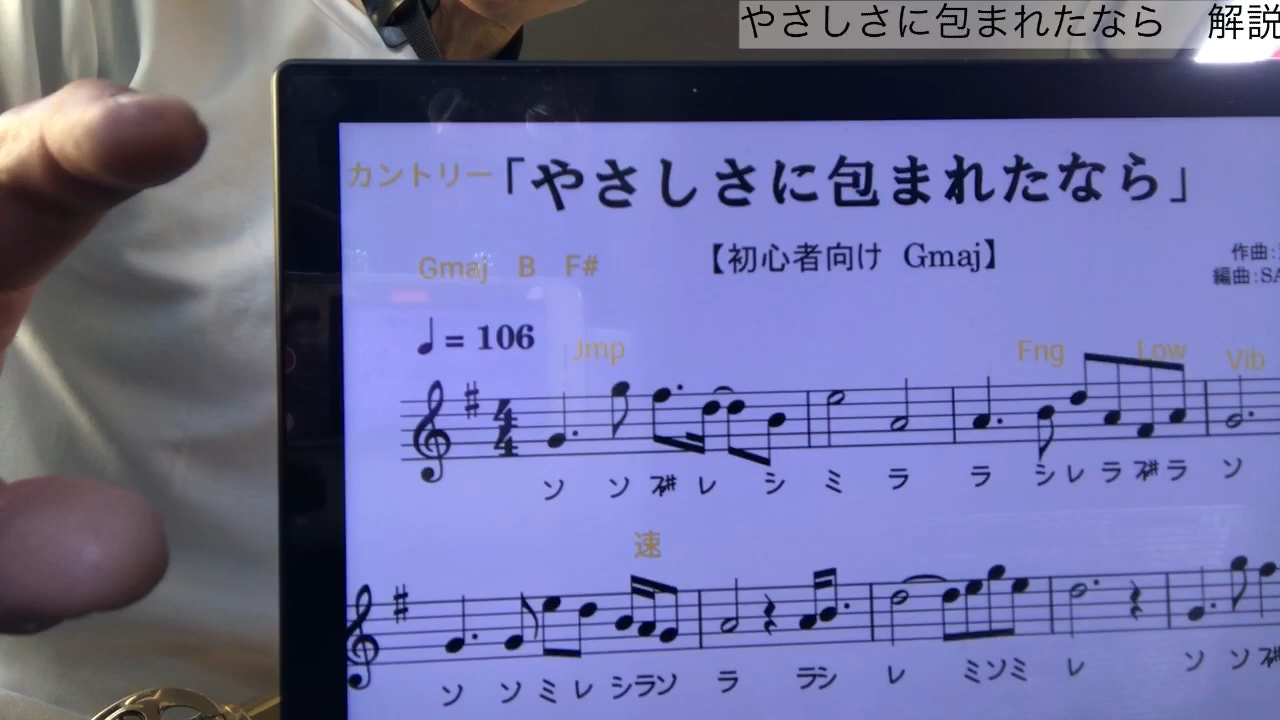 やさしさに包まれたなら　解説
カントリー「やさしさに包まれたなら」
Gmaj B F# 【初心者向け Gmaj】
作曲:
編曲:SA
♩= 106
Jmp Fng Low Vib
4
4
ソ ソ ﾌｧ# レ シ ミ ラ ラ シ レ ラ ﾌｧ# ラ ソ
速
ソ ソ ミ レ シラソ ラ ラシ レ ミソミ レ ソ ソ